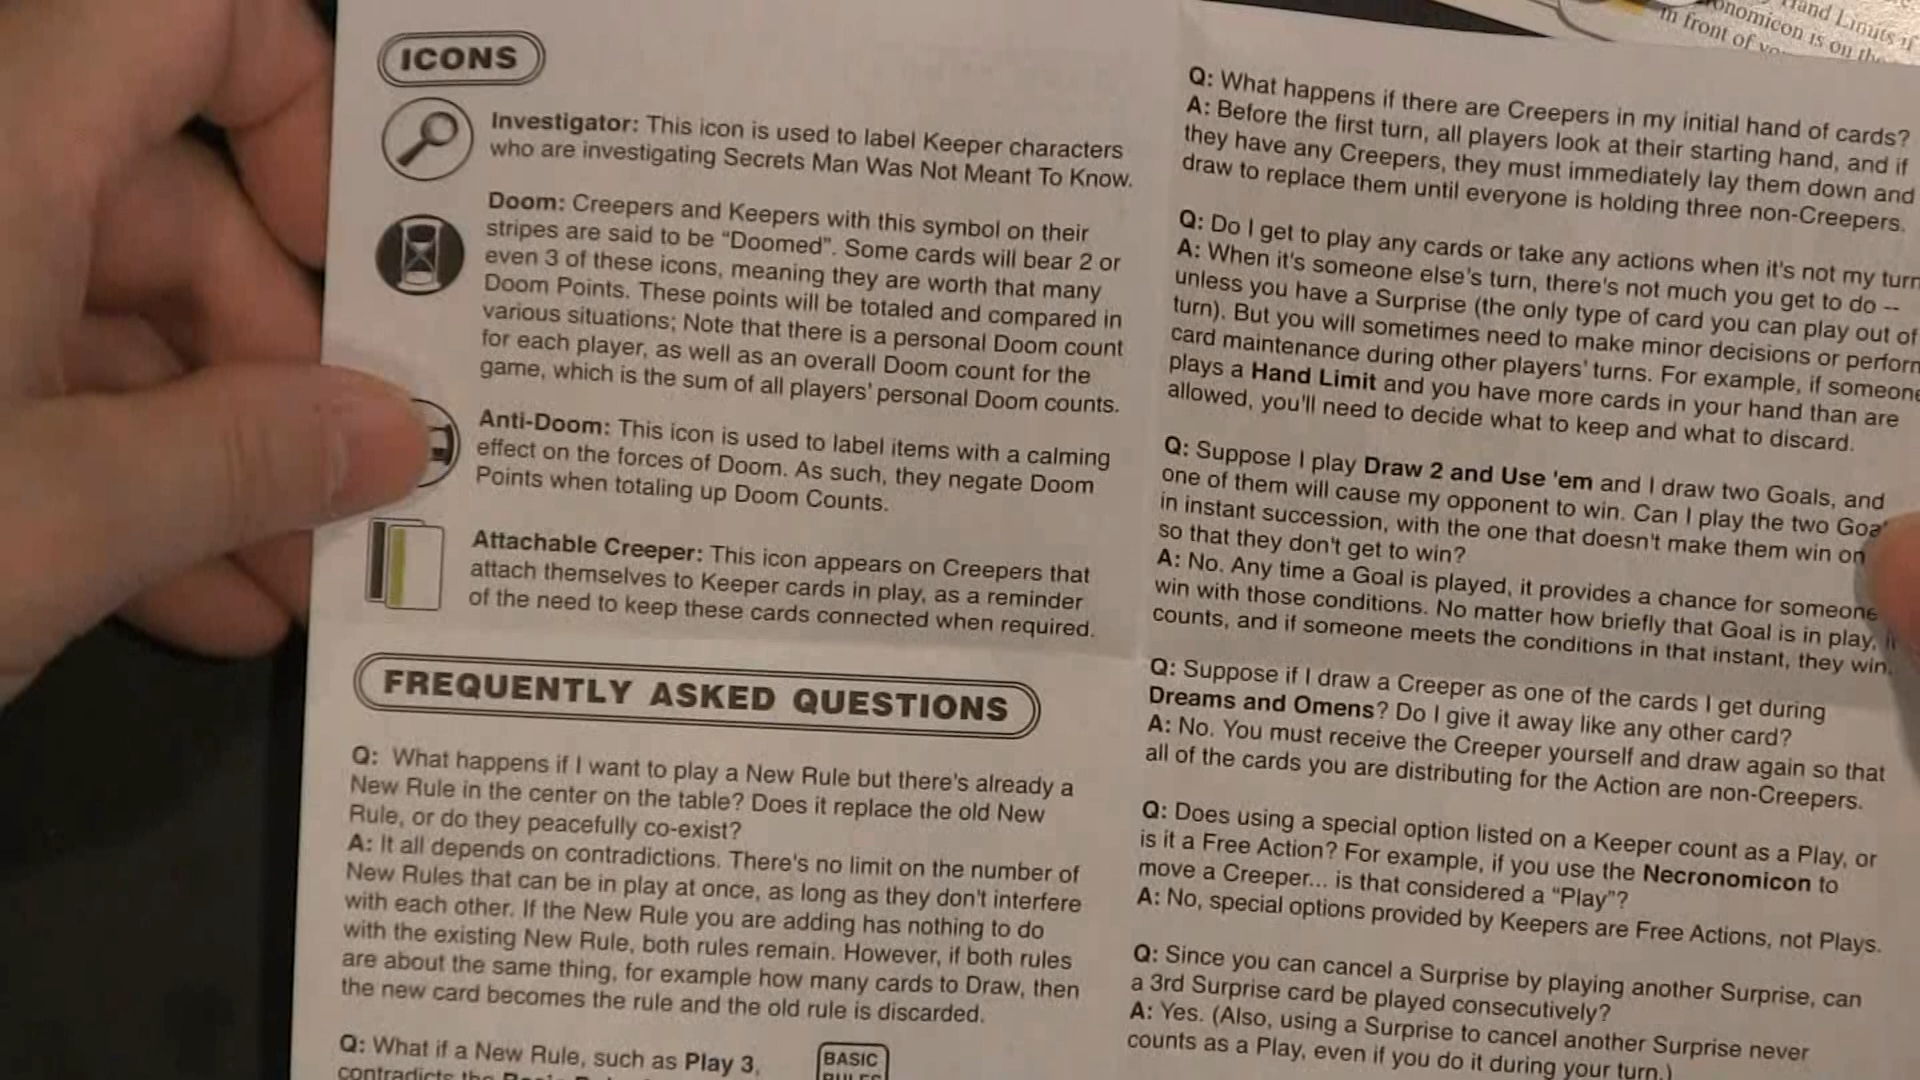 ICONS
Investigator: This icon is used to label Keeper characters
who are investigating Secrets Man Was Not Meant To Know.
Doom: Creepers and Keepers with this symbol on their
stripes are said to be “Doomed”. Some cards will bear 2 or
even 3 of these icons, meaning they are worth that many
Doom Points. These points will be totaled and compared in
various situations; Note that there is a personal Doom count
for each player, as well as an overall Doom count for the
game, which is the sum of all players' personal Doom counts.
Anti-Doom: This icon is used to label items with a calming
effect on the forces of Doom. As such, they negate Doom
Points when totaling up Doom Counts.
Attachable Creeper: This icon appears on Creepers that
attach themselves to Keeper cards in play, as a reminder
of the need to keep these cards connected when required.
FREQUENTLY ASKED QUESTIONS
Q: What happens if I want to play a New Rule but there's already a
New Rule in the center on the table? Does it replace the old New
Rule, or do they peacefully co-exist?
A: It all depends on contradictions. There's no limit on the number of
New Rules that can be in play at once, as long as they don't interfere
with each other. If the New Rule you are adding has nothing to do
with the existing New Rule, both rules remain. However, if both rules
are about the same thing, for example how many cards to Draw, then
the new card becomes the rule and the old rule is discarded.
Q: What if a New Rule, such as Play 3,
contradicts the
BASIC
RULES
Q: What happens if there are Creepers in my initial hand of cards?
A: Before the first turn, all players look at their starting hand, and if
they have any Creepers, they must immediately lay them down and
draw to replace them until everyone is holding three non-Creepers.
Q: Do I get to play any cards or take any actions when it's not my turn
A: When it's someone else's turn, there's not much you get to do --
unless you have a Surprise (the only type of card you can play out of
turn). But you will sometimes need to make minor decisions or perform
card maintenance during other players' turns. For example, if someone
plays a Hand Limit and you have more cards in your hand than are
allowed, you'll need to decide what to keep and what to discard.
Q: Suppose I play Draw 2 and Use 'em and I draw two Goals, and
one of them will cause my opponent to win. Can I play the two Goa
in instant succession, with the one that doesn't make them win on
so that they don't get to win?
A: No. Any time a Goal is played, it provides a chance for someone
win with those conditions. No matter how briefly that Goal is in play,
counts, and if someone meets the conditions in that instant, they win.
Q: Suppose if I draw a Creeper as one of the cards I get during
Dreams and Omens? Do I give it away like any other card?
A: No. You must receive the Creeper yourself and draw again so that
all of the cards you are distributing for the Action are non-Creepers.
Q: Does using a special option listed on a Keeper count as a Play, or
is it a Free Action? For example, if you use the Necronomicon to
move a Creeper... is that considered a “Play”?
A: No, special options provided by Keepers are Free Actions, not Plays.
Q: Since you can cancel a Surprise by playing another Surprise, can
a 3rd Surprise card be played consecutively?
A: Yes. (Also, using a Surprise to cancel another Surprise never
counts as a Play, even if you do it during your turn.)
Hand Limits if
onomicon is on the
in front of